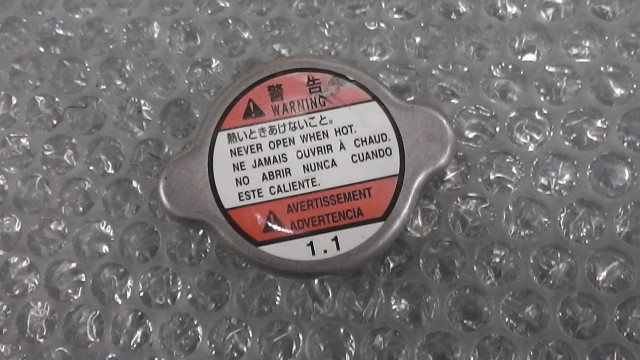 警告
WARNING
熱いときあけないこと。
NEVER OPEN WHEN HOT.
NE JAMAIS OUVRIR À CHAUD.
NO ABRIR NUNCA CUANDO
ESTE CALIENTE.
AVERTISSEMENT
ADVERTENCIA
1.1